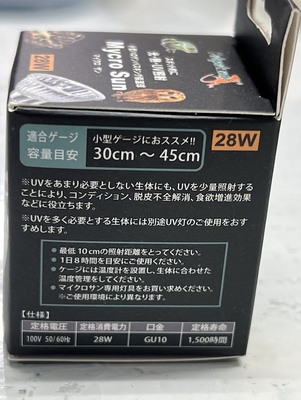 28W
Mycro Sun
マイクロ サン
適合ゲージ
容量目安
小型ゲージにおススメ!!
30cm ～ 45cm
28W
※UVをあまり必要としない生体にも、UVを少量照射する
ことにより、コンディション、脱皮不全解消、食欲増進効果
などに役立ちます。
※UVを多く必要とする生体には別途UV灯のご使用をおす
すめします。
● 最低10cmの照射距離をとってください。
● 1日8時間を目安にご使用ください。
● ケージには温度計を設置し、生体に合わせた
温度管理をしてください。
● マイクロサン専用灯具をお買い求めください。
※ご使用環境により異なります。
【仕様】
定格電圧 定格消費電力 口金 定格寿命
100V 50/60Hz 28W GU10 1,500時間